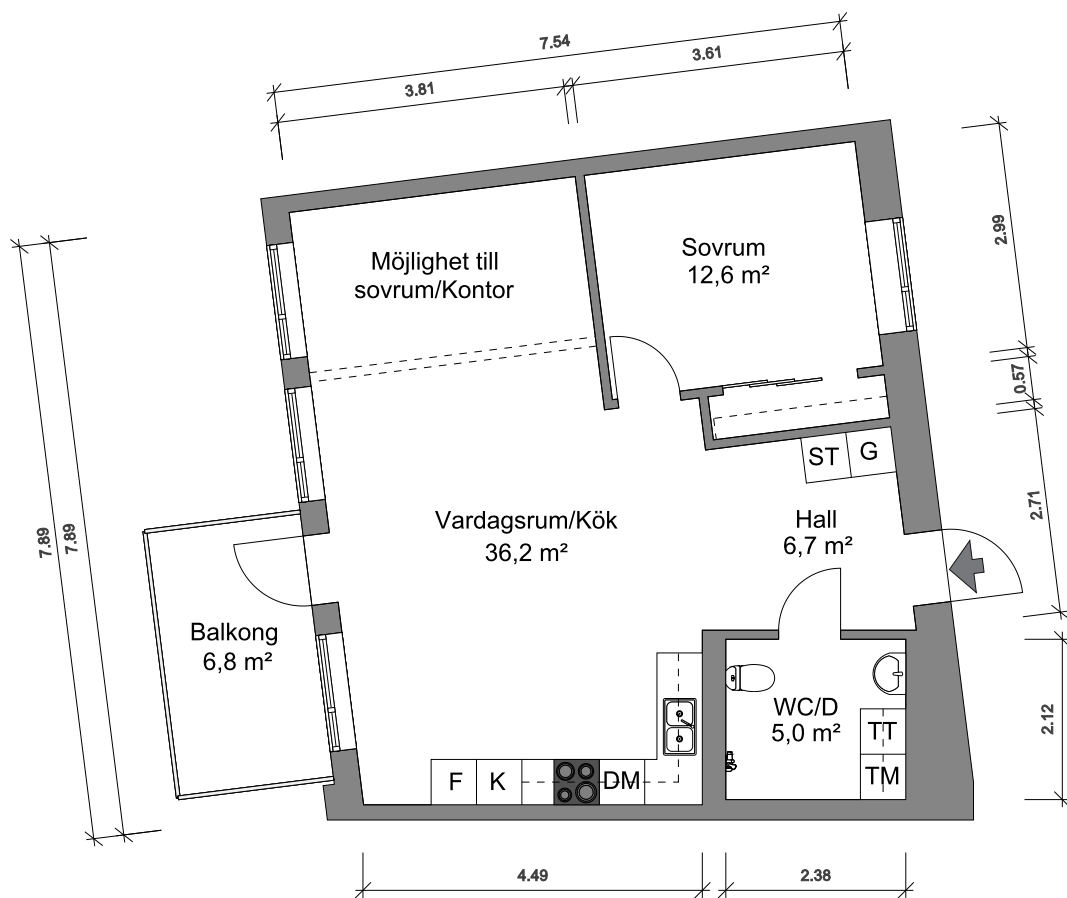 7.54
3.81
3.61
2.99
0.57
2.71
2.12
7.89
7.89
Möjlighet till
sovrum/Kontor
Sovrum
12,6 m²
ST
G
Vardagsrum/Kök
36,2 m²
Hall
6,7 m²
Balkong
6,8 m²
WC/D
5,0 m²
TT
TM
F
K
DM
4.49
2.38